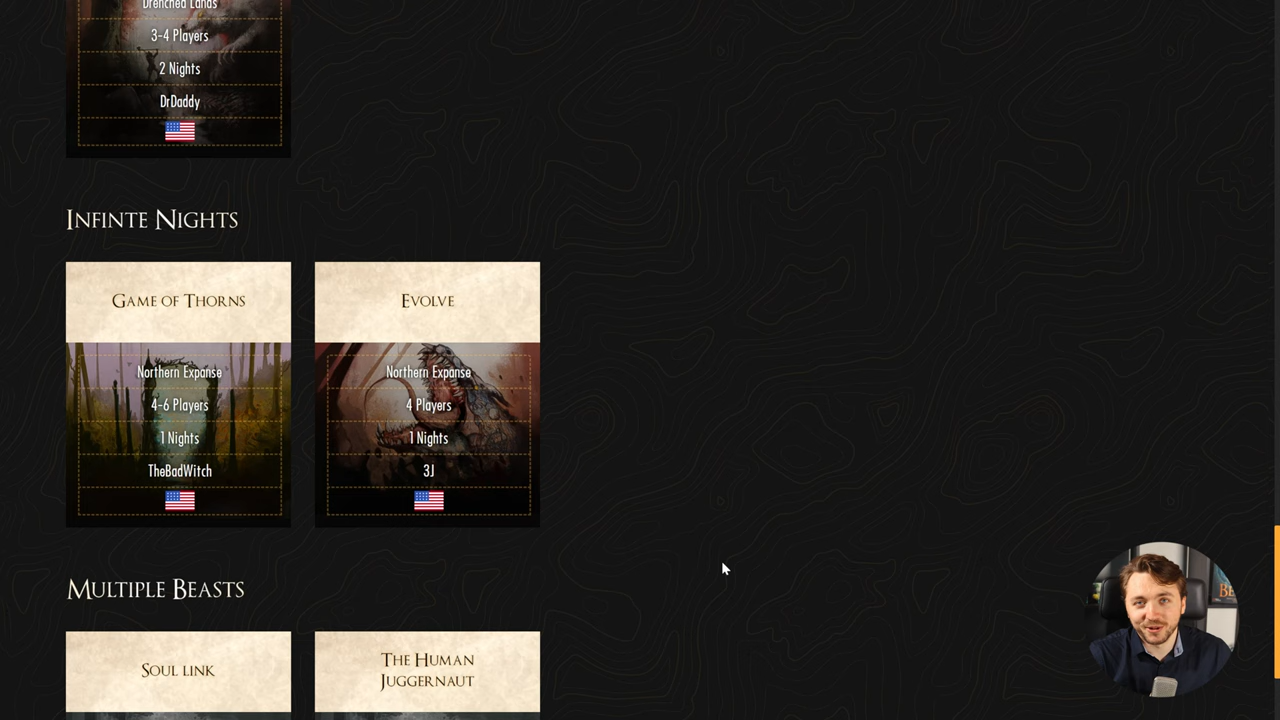 Drenched Lands
3-4 Players
2 Nights
DrDaddy
Infinte Nights
Game of Thorns
Northern Expanse
4-6 Players
1 Nights
TheBadWitch
Evolve
Northern Expanse
4 Players
1 Nights
3J
Multiple Beasts
Soul link
The Human
Juggernaut
BE